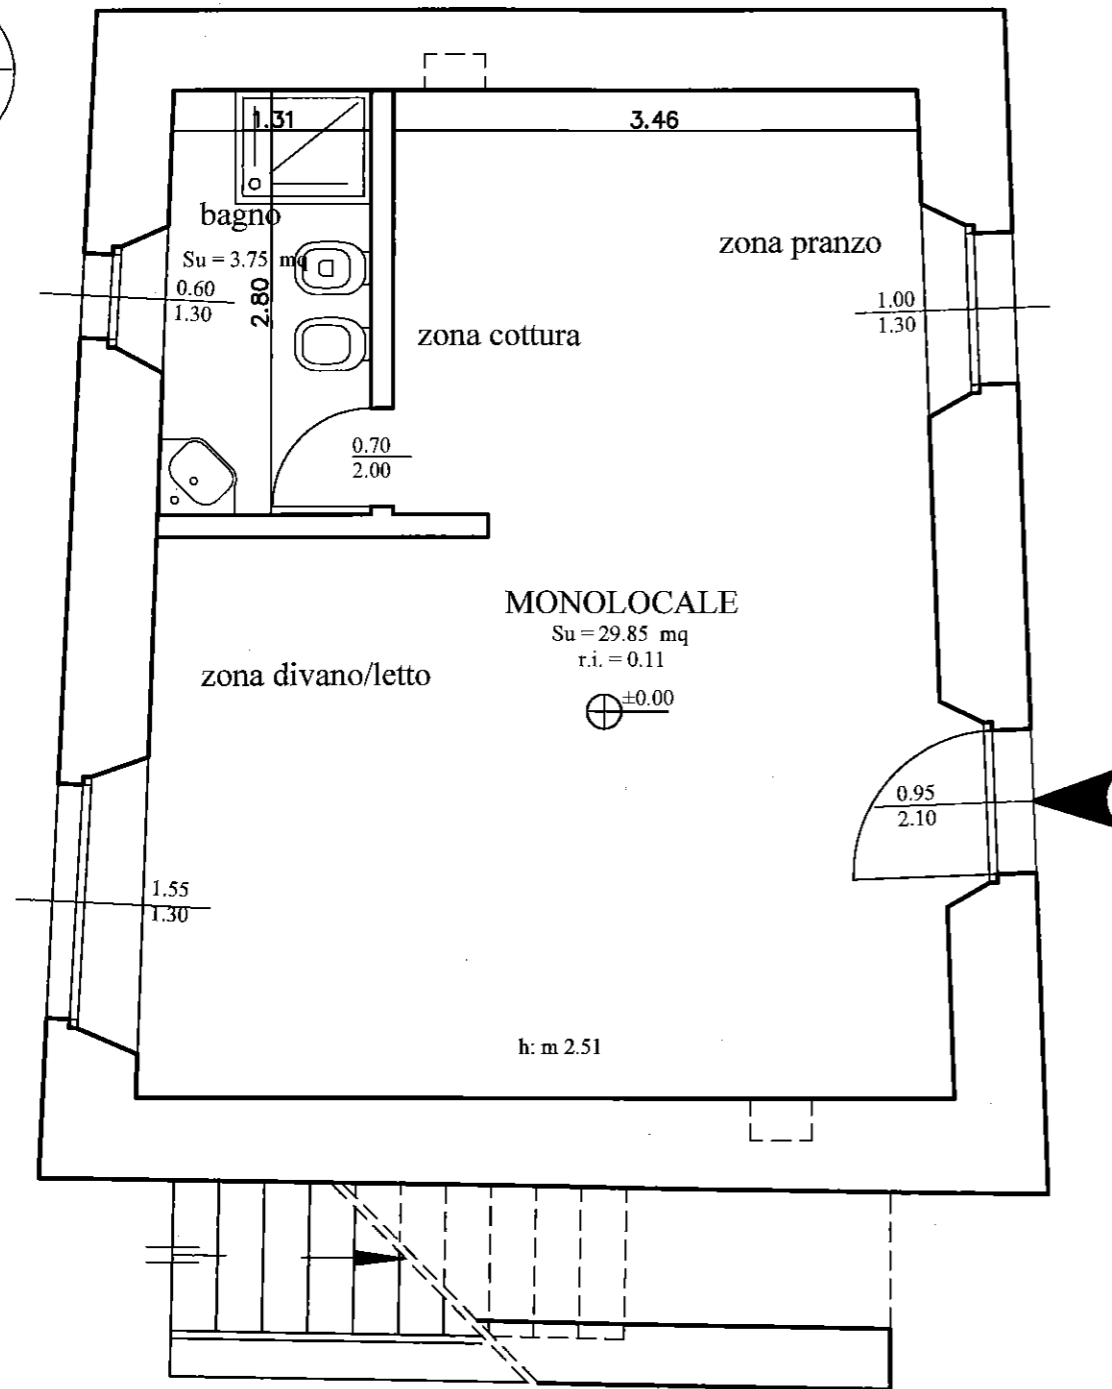 1.31
3.46
bagno
Su = 3.75 mq
0.60
1.30
2.80
zona pranzo
1.00
1.30
zona cottura
0.70
2.00
MONOLOCALE
Su = 29.85 mq
r.i. = 0.11
±0.00
zona divano/letto
0.95
2.10
1.55
1.30
h: m 2.51